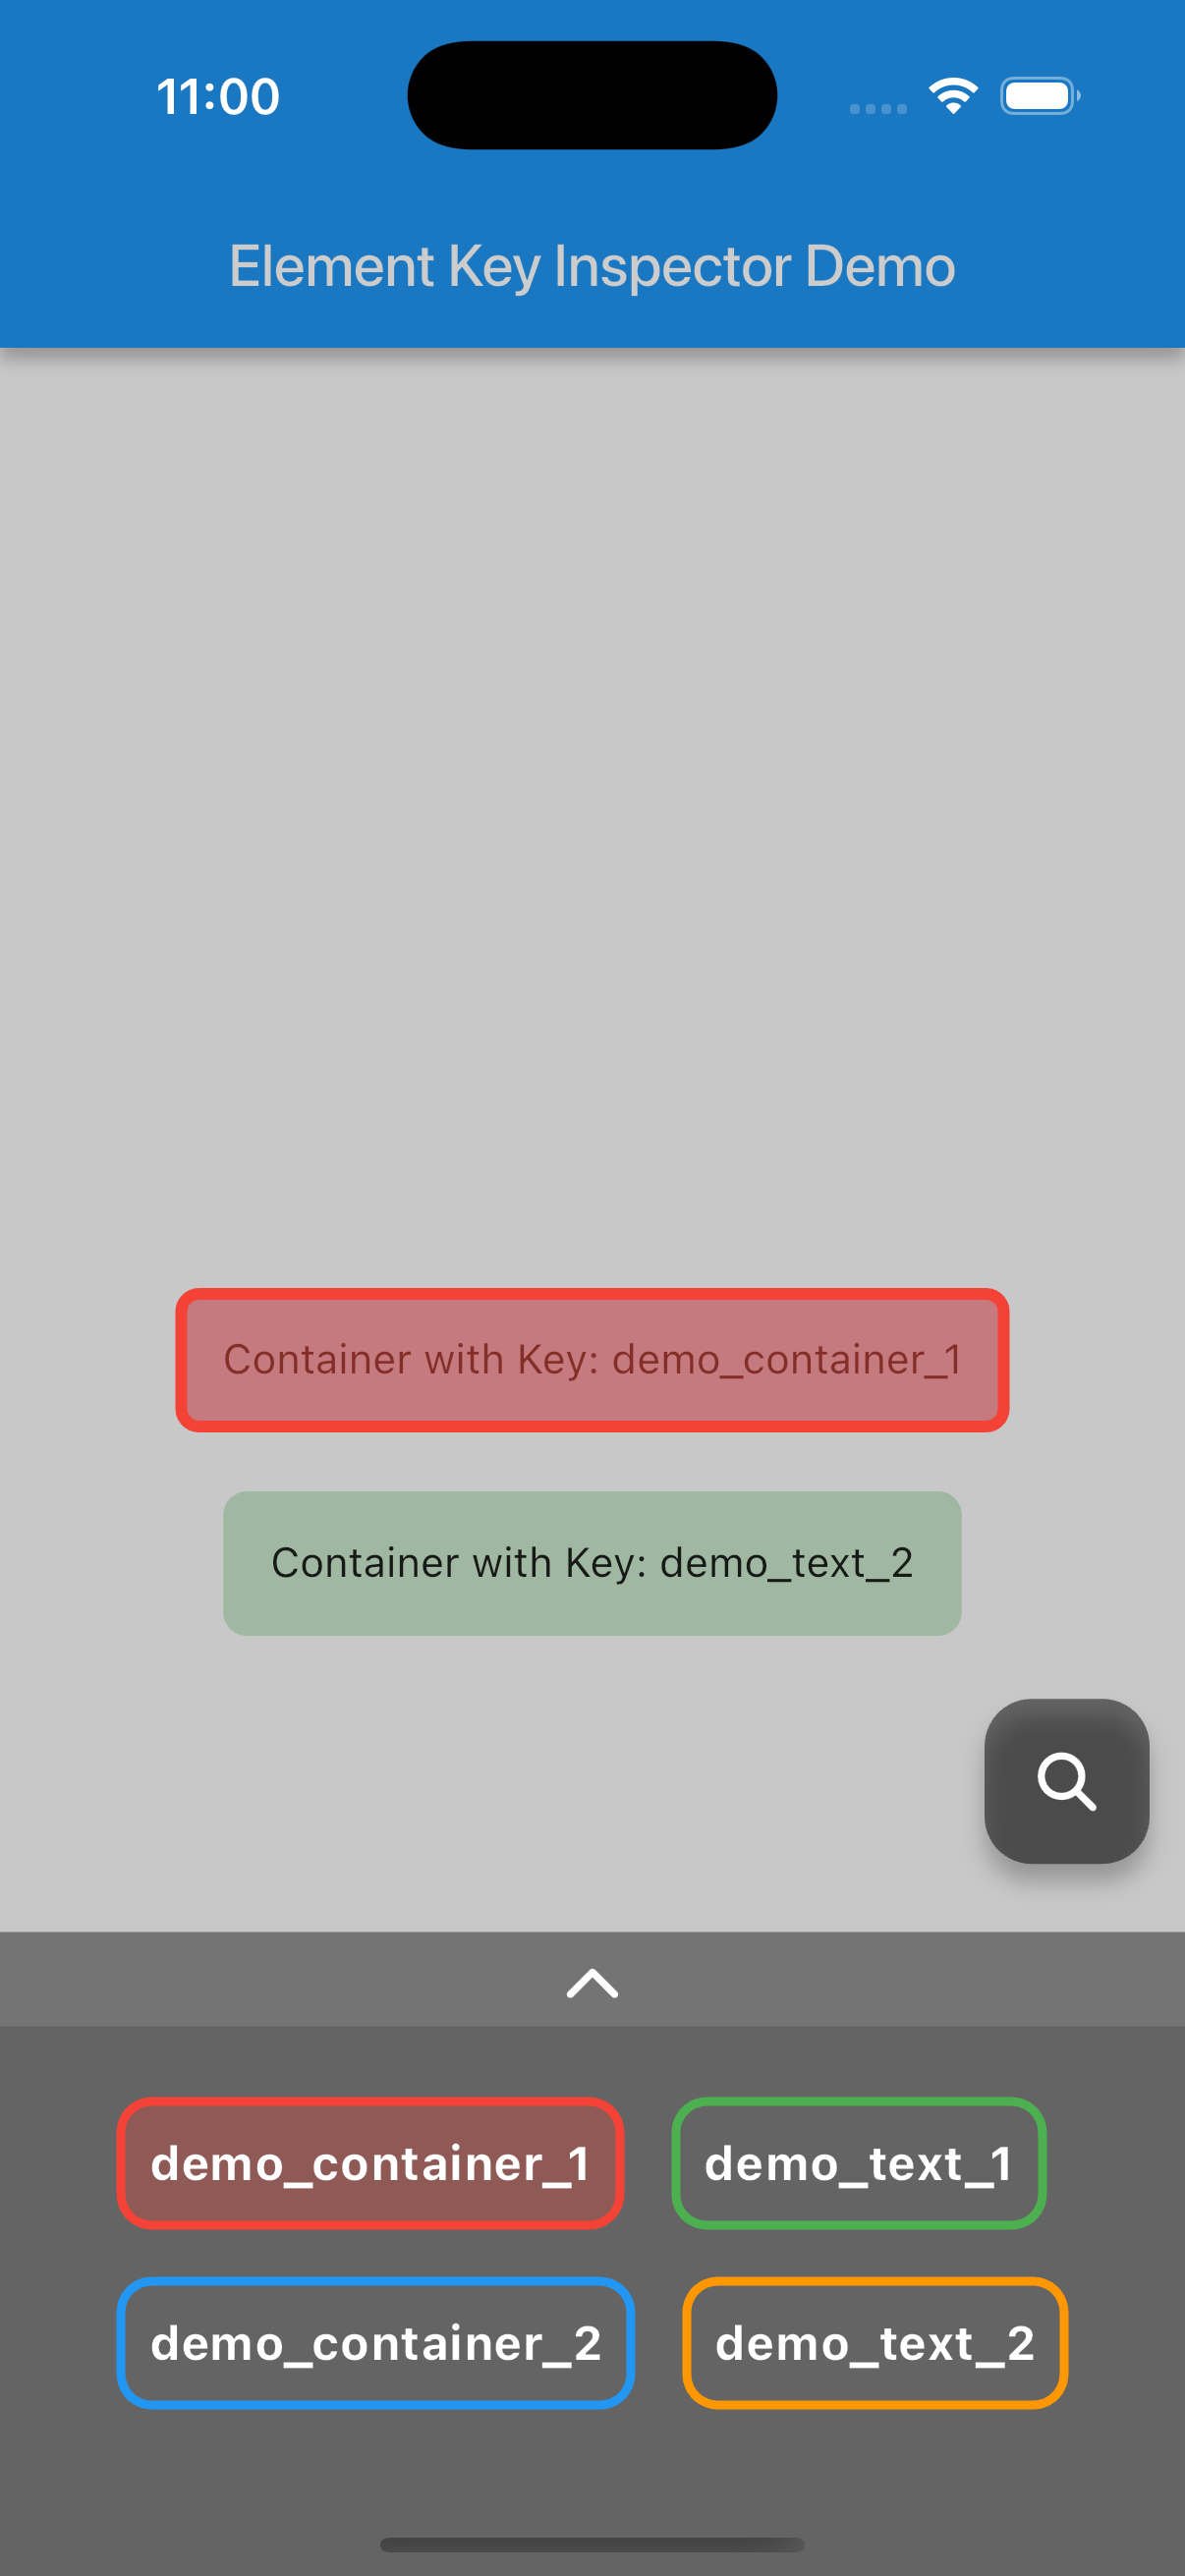 11:00
Element Key Inspector Demo
Container with Key: demo_container_1
Container with Key: demo_text_2
demo_container_1
demo_text_1
demo_container_2
demo_text_2